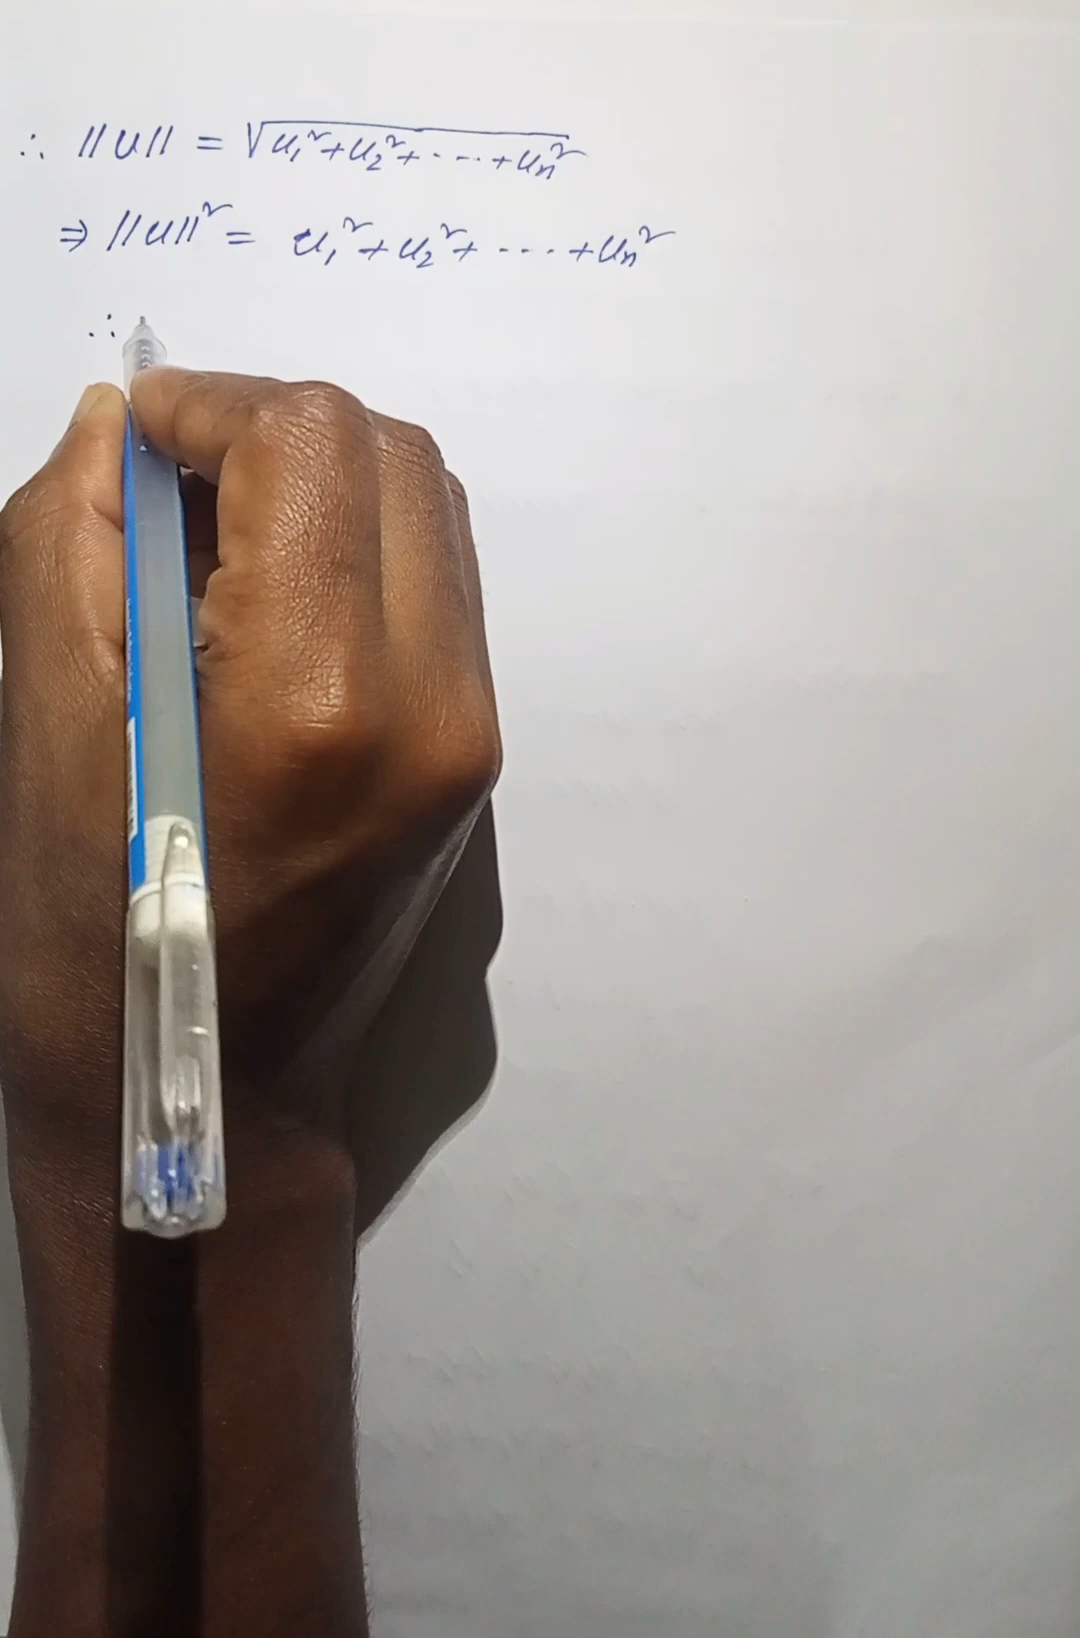 ∴ ||u|| = √(u₁² + u₂² + ---- + uₙ²)
⇒ ||u||² = u₁² + u₂² + ---- + uₙ²
∴